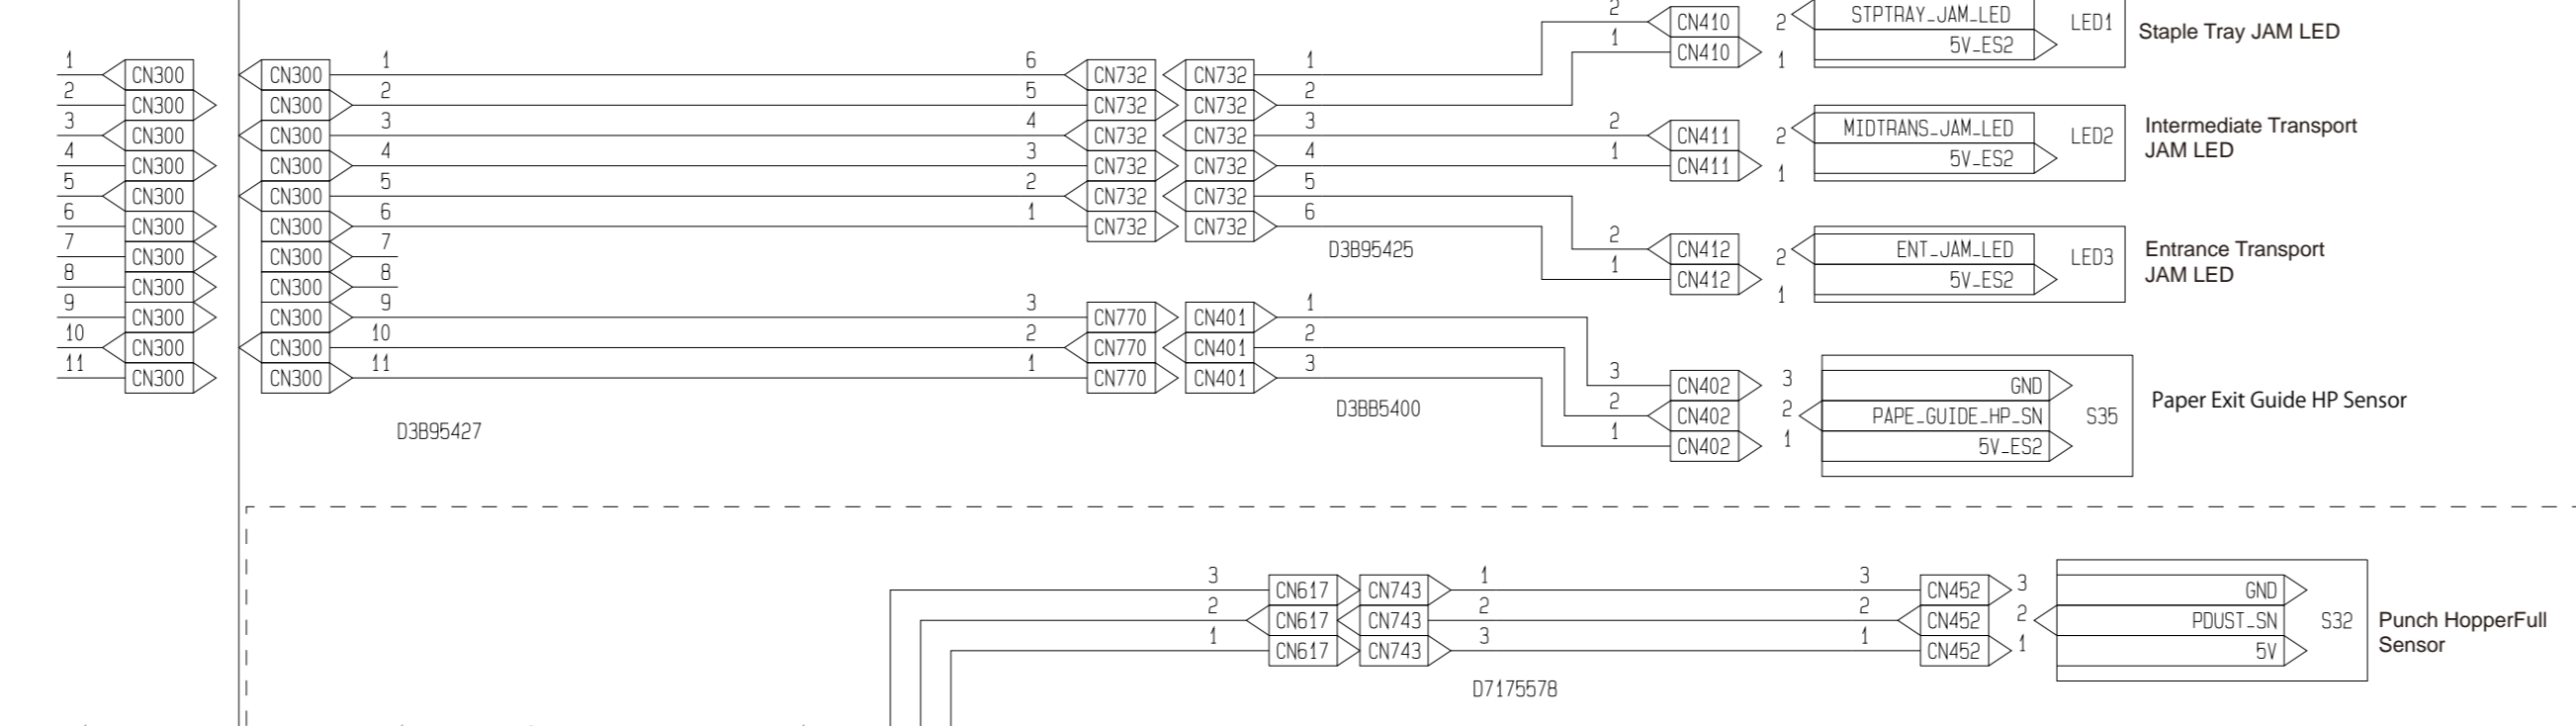 2 CN410 2 STPTRAY_JAM_LED LED1 Staple Tray JAM LED
1 CN410 1 5V_ES2
1 CN300 CN300 1 6 CN732 CN732 1
2 CN300 CN300 2 5 CN732 CN732 2
3 CN300 CN300 3 4 CN732 CN732 3 2 CN411 2 MIDTRANS_JAM_LED LED2 Intermediate Transport
JAM LED
4 CN300 CN300 4 3 CN732 CN732 4 1 CN411 1 5V_ES2
5 CN300 CN300 5 2 CN732 CN732 5
6 CN300 CN300 6 1 CN732 CN732 6
D3B95425
7 CN300 CN300 7 2 CN412 2 ENT_JAM_LED LED3 Entrance Transport
JAM LED
8 CN300 CN300 8 1 CN412 1 5V_ES2
9 CN300 CN300 9 3 CN770 CN401 1
10 CN300 CN300 10 2 CN770 CN401 2
11 CN300 CN300 11 1 CN770 CN401 3
3 CN402 3 GND
D3BB5400
2 CN402 2 PAPE_GUIDE_HP_SN S35 Paper Exit Guide HP Sensor
D3B95427
1 CN402 1 5V_ES2
3 CN617 CN743 1 3 CN452 3 GND
2 CN617 CN743 2 2 CN452 2 PDUST_SN S32 Punch HopperFull
Sensor
1 CN617 CN743 3 1 CN452 1 5V
D7175578